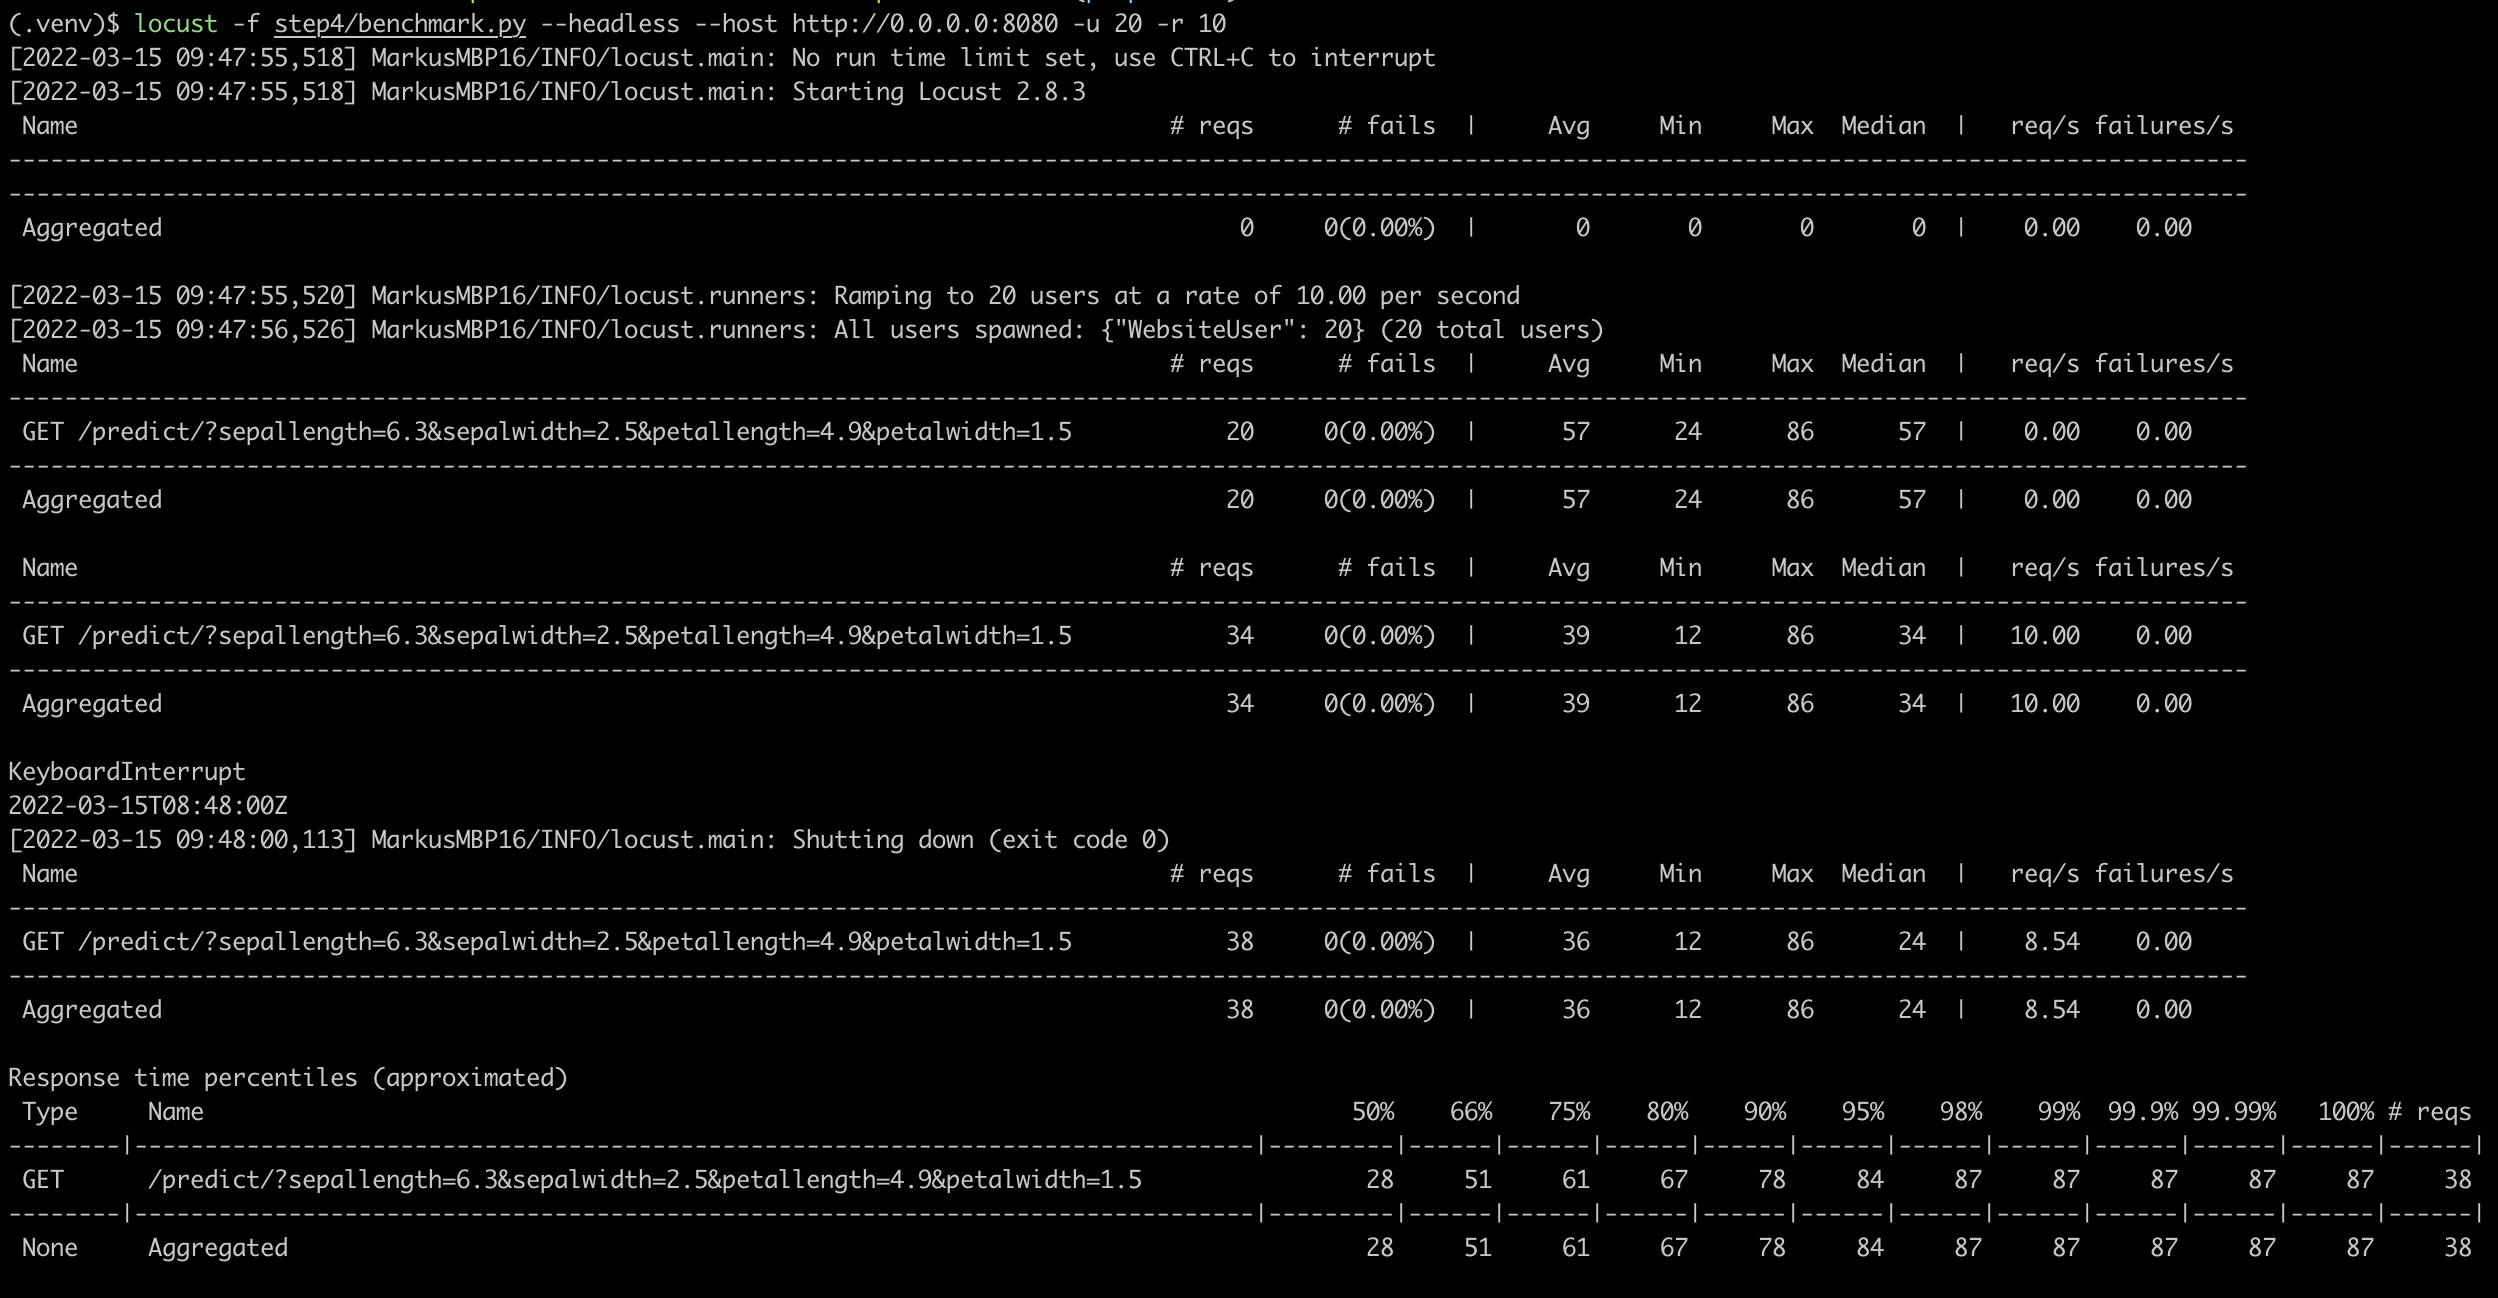 (.venv)$ locust -f step4/benchmark.py --headless --host http://0.0.0.0:8080 -u 20 -r 10
[2022-03-15 09:47:55,518] MarkusMBP16/INFO/locust.main: No run time limit set, use CTRL+C to interrupt
[2022-03-15 09:47:55,518] MarkusMBP16/INFO/locust.main: Starting Locust 2.8.3
Name # reqs # fails | Avg Min Max Median | req/s failures/s
Aggregated 0 0(0.00%) | 0 0 0 0 | 0.00 0.00
[2022-03-15 09:47:55,520] MarkusMBP16/INFO/locust.runners: Ramping to 20 users at a rate of 10.00 per second
[2022-03-15 09:47:56,526] MarkusMBP16/INFO/locust.runners: All users spawned: {"WebsiteUser": 20} (20 total users)
Name # reqs # fails | Avg Min Max Median | req/s failures/s
GET /predict/?sepallength=6.3&sepalwidth=2.5&petallength=4.9&petalwidth=1.5 20 0(0.00%) | 57 24 86 57 | 0.00 0.00
Aggregated 20 0(0.00%) | 57 24 86 57 | 0.00 0.00
Name # reqs # fails | Avg Min Max Median | req/s failures/s
GET /predict/?sepallength=6.3&sepalwidth=2.5&petallength=4.9&petalwidth=1.5 34 0(0.00%) | 39 12 86 34 | 10.00 0.00
Aggregated 34 0(0.00%) | 39 12 86 34 | 10.00 0.00
KeyboardInterrupt
2022-03-15T08:48:00Z
[2022-03-15 09:48:00,113] MarkusMBP16/INFO/locust.main: Shutting down (exit code 0)
Name # reqs # fails | Avg Min Max Median | req/s failures/s
GET /predict/?sepallength=6.3&sepalwidth=2.5&petallength=4.9&petalwidth=1.5 38 0(0.00%) | 36 12 86 24 | 8.54 0.00
Aggregated 38 0(0.00%) | 36 12 86 24 | 8.54 0.00
Response time percentiles (approximated)
Type Name 50% 66% 75% 80% 90% 95% 98% 99% 99.9% 99.99% 100% # reqs
GET /predict/?sepallength=6.3&sepalwidth=2.5&petallength=4.9&petalwidth=1.5 28 51 61 67 78 84 87 87 87 87 87 38
None Aggregated 28 51 61 67 78 84 87 87 87 87 87 38